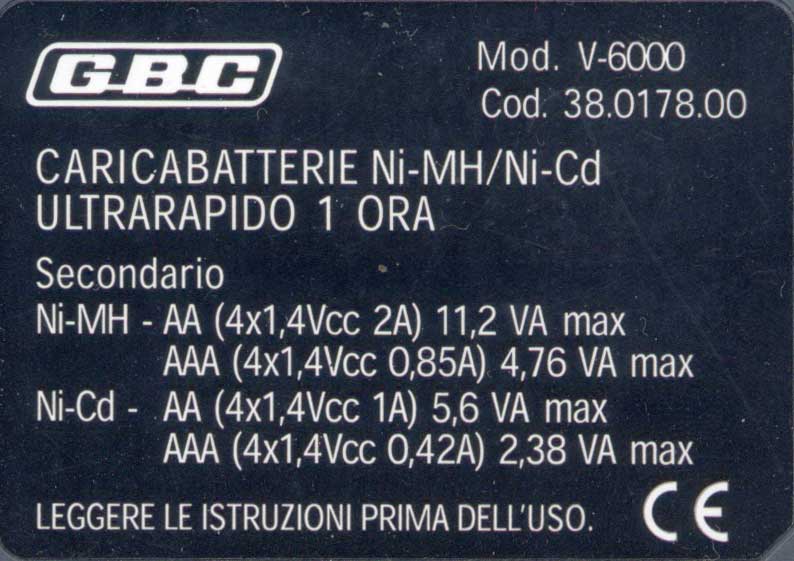 GBC
Mod. V-6000
Cod. 38.0178.00
CARICABATTERIE Ni-MH/Ni-Cd
ULTRARAPIDO 1 ORA
Secondario
Ni-MH - AA (4x1,4Vcc 2A) 11,2 VA max
AAA (4x1,4Vcc 0,85A) 4,76 VA max
Ni-Cd - AA (4x1,4Vcc 1A) 5,6 VA max
AAA (4x1,4Vcc 0,42A) 2,38 VA max
LEGGERE LE ISTRUZIONI PRIMA DELL'USO.
CE